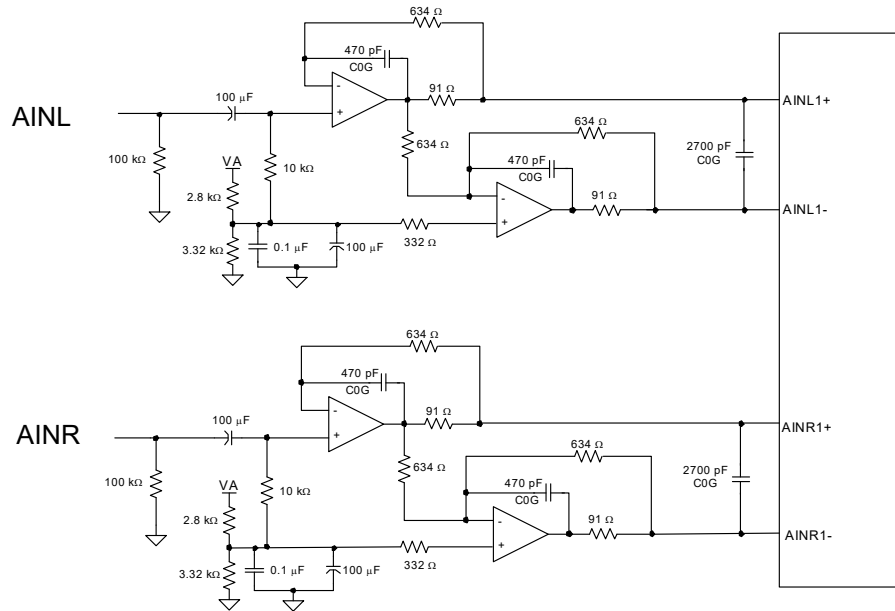 634 Ω
470 pF
C0G
-
+
91 Ω
AINL
100 μF
100 kΩ
VA
2.8 kΩ
10 kΩ
3.32 kΩ
0.1 μF
100 μF
332 Ω
634 Ω
634 Ω
470 pF
C0G
-
+
91 Ω
2700 pF
C0G
AINL1+
AINL1-
634 Ω
470 pF
C0G
-
+
91 Ω
AINR
100 μF
100 kΩ
VA
2.8 kΩ
10 kΩ
3.32 kΩ
0.1 μF
100 μF
332 Ω
634 Ω
634 Ω
470 pF
C0G
-
+
91 Ω
2700 pF
C0G
AINR1+
AINR1-